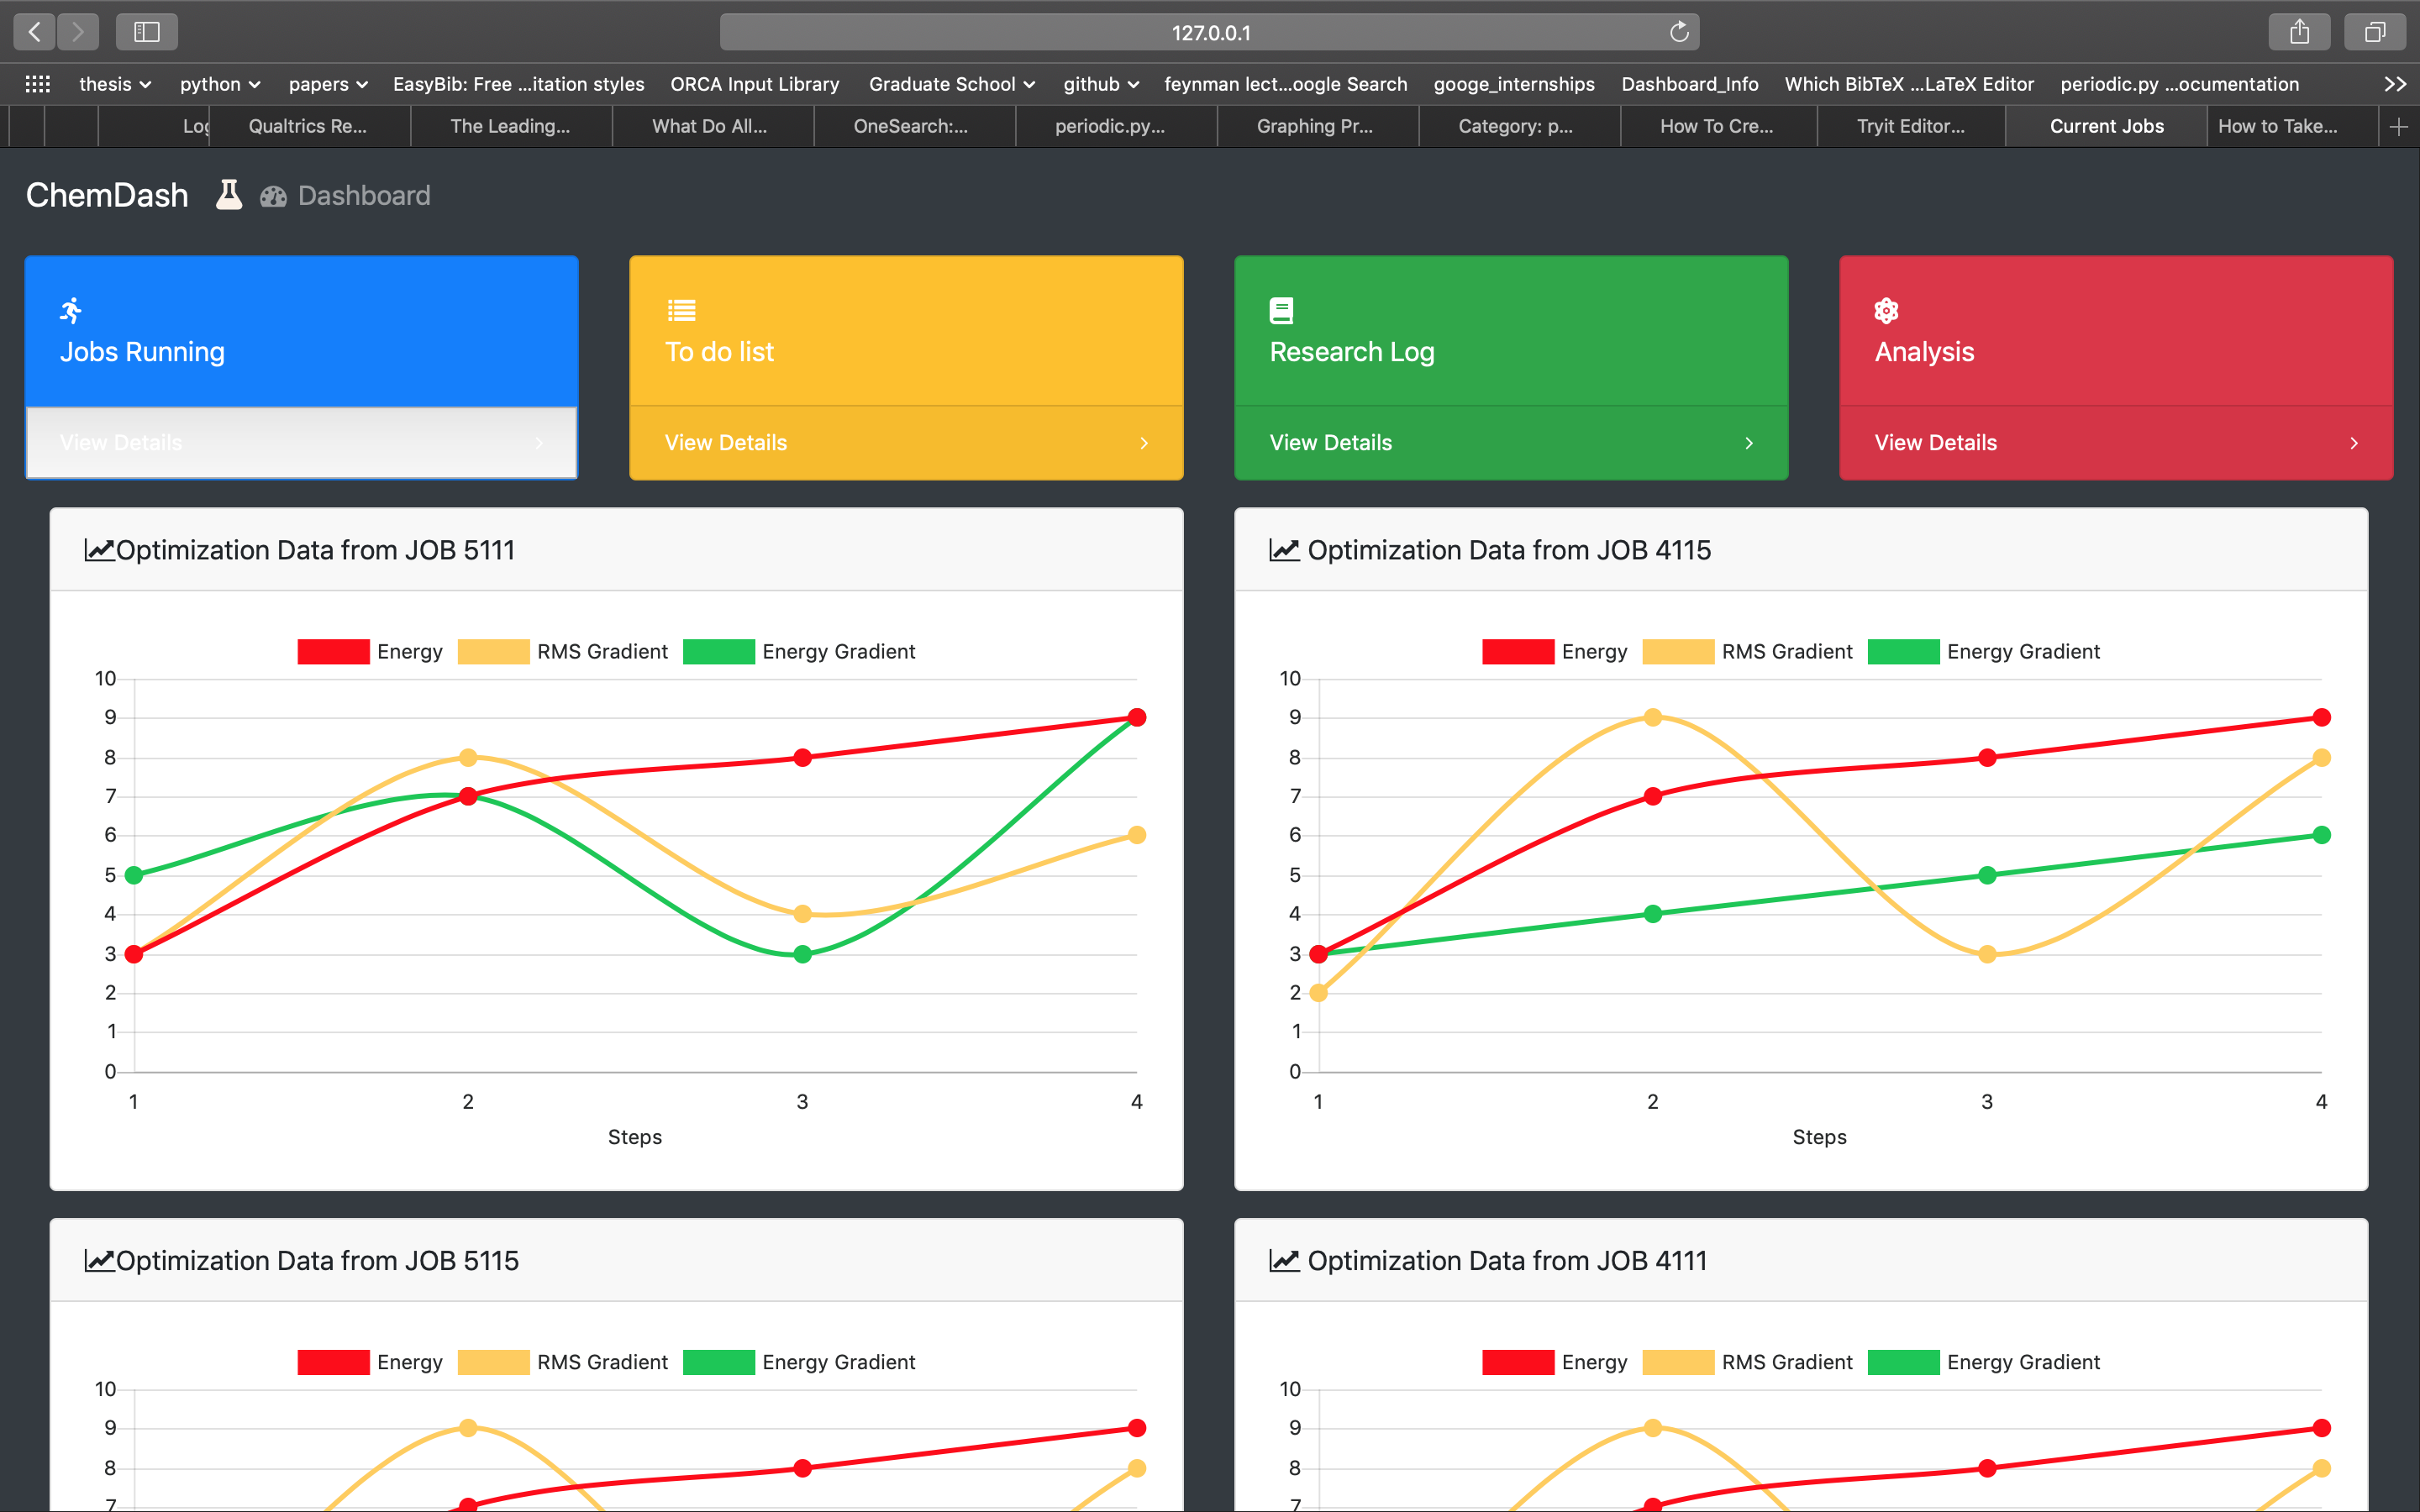 127.0.0.1
thesis python papers EasyBib: Free ...itation styles ORCA Input Library Graduate School github feynman lect...oogle Search googe_internships Dashboard_Info Which BibTeX ...LaTeX Editor periodic.py ...ocumentation
Log Qualtrics Re... The Leading... What Do All... OneSearch:... periodic.py... Graphing Pr... Category: p... How To Cre... Tryit Editor... Current Jobs How to Take...
ChemDash Dashboard
Jobs Running
View Details
To do list
View Details
Research Log
View Details
Analysis
View Details
Optimization Data from JOB 5111
Energy RMS Gradient Energy Gradient
10
9
8
7
6
5
4
3
2
1
0
1 2 3 4
Steps
Optimization Data from JOB 4115
Energy RMS Gradient Energy Gradient
10
9
8
7
6
5
4
3
2
1
0
1 2 3 4
Steps
Optimization Data from JOB 5115
Energy RMS Gradient Energy Gradient
10
9
8
7
Optimization Data from JOB 4111
Energy RMS Gradient Energy Gradient
10
9
8
7